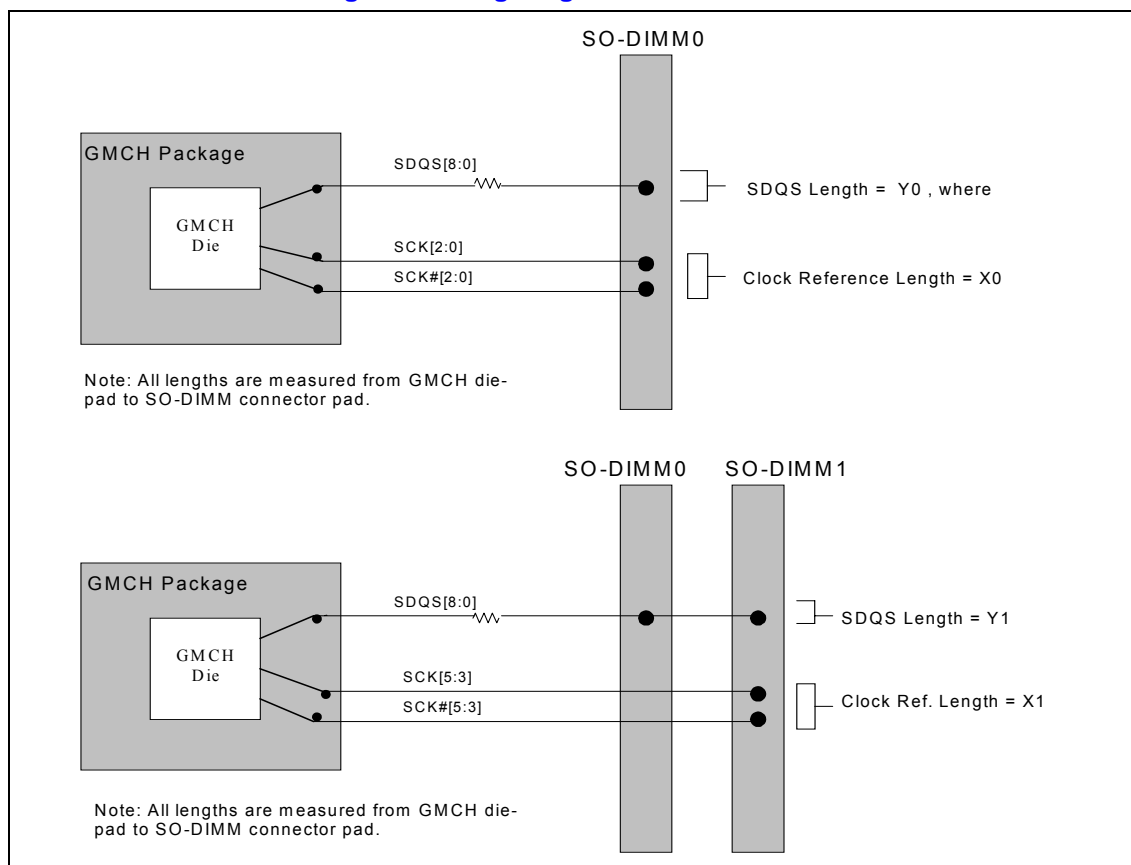 SO-DIMM0
GMCH Package
SDQS[8:0]
SDQS Length = Y0 , where
GMCH
Die
SCK[2:0]
SCK#[2:0]
Clock Reference Length = X0
Note: All lengths are measured from GMCH die-
pad to SO-DIMM connector pad.
SO-DIMM0 SO-DIMM1
GMCH Package
SDQS[8:0]
SDQS Length = Y1
GMCH
Die
SCK[5:3]
SCK#[5:3]
Clock Ref. Length = X1
Note: All lengths are measured from GMCH die-
pad to SO-DIMM connector pad.